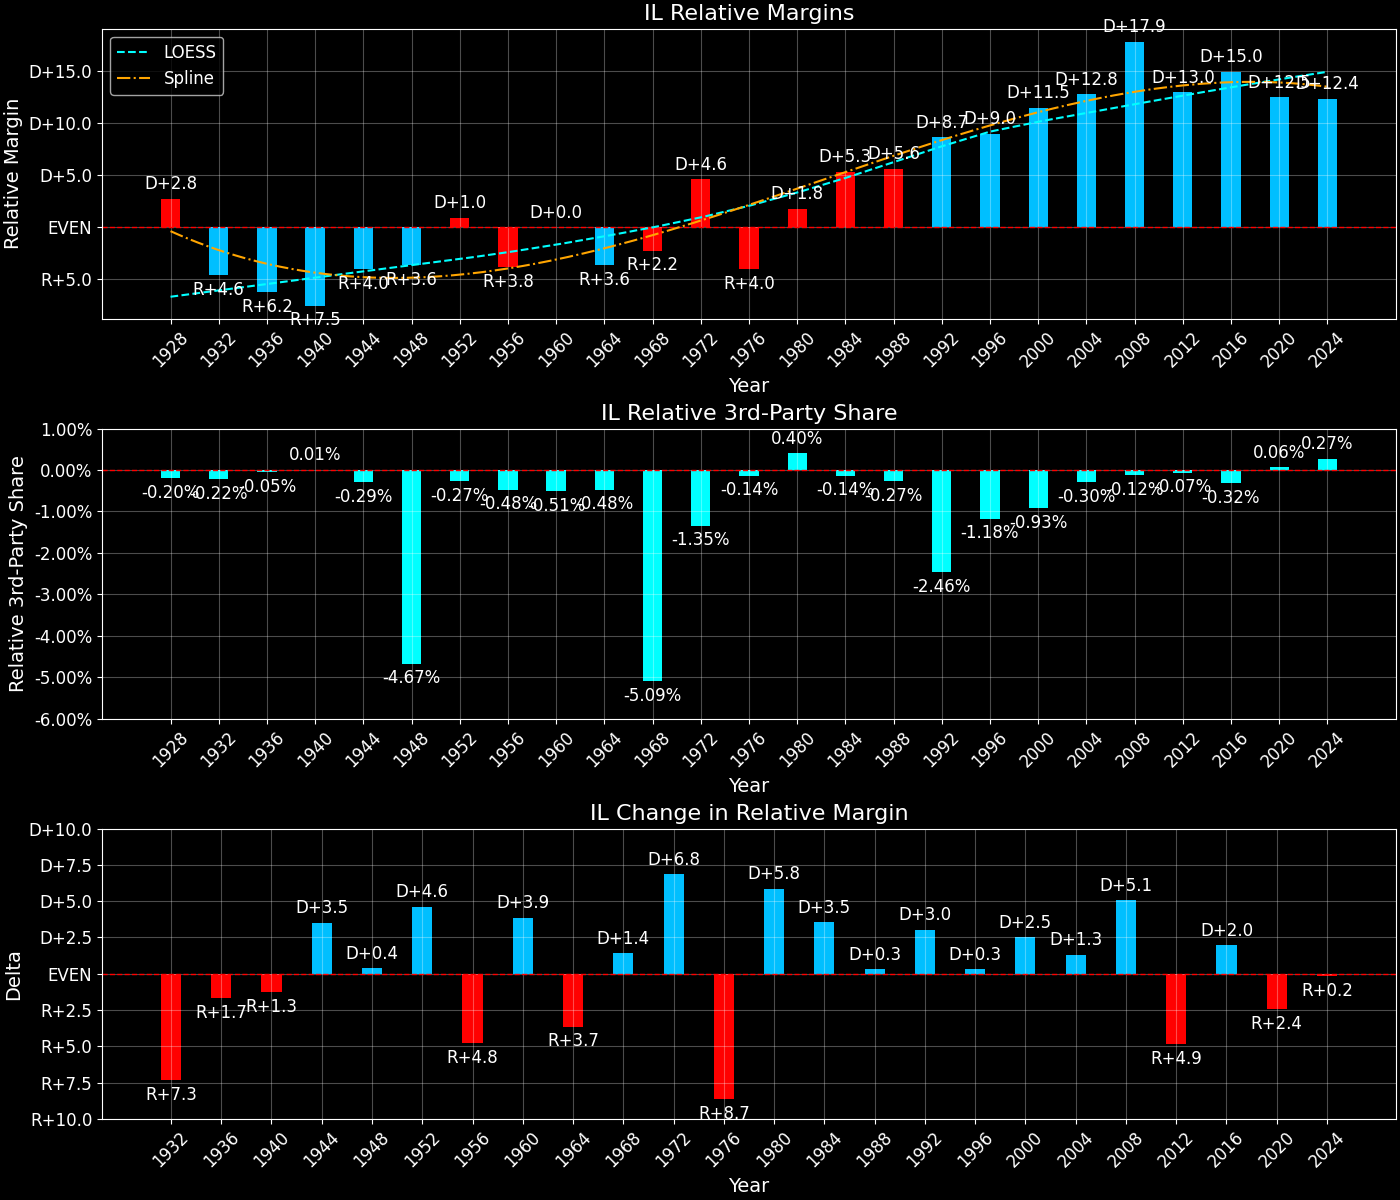 IL Relative Margins
LOESS
Spline
Relative Margin
D+15.0
D+10.0
D+5.0
EVEN
R+5.0
D+2.8
R+4.6
R+6.2
R+7.5
R+4.0
R+3.6
D+1.0
R+3.8
D+0.0
R+3.6
R+2.2
D+4.6
R+4.0
D+1.8
D+5.3
D+5.6
D+8.7
D+9.0
D+11.5
D+12.8
D+17.9
D+13.0
D+15.0
D+12.5
D+12.4
1928 1932 1936 1940 1944 1948 1952 1956 1960 1964 1968 1972 1976 1980 1984 1988 1992 1996 2000 2004 2008 2012 2016 2020 2024
Year
IL Relative 3rd-Party Share
Relative 3rd-Party Share
1.00%
0.00%
-1.00%
-2.00%
-3.00%
-4.00%
-5.00%
-6.00%
-0.20%
-0.22%
-0.05%
0.01%
-0.29%
-4.67%
-0.27%
-0.48%
-0.51%
-0.48%
-5.09%
-1.35%
-0.14%
0.40%
-0.14%
-0.27%
-2.46%
-1.18%
-0.93%
-0.30%
-0.12%
-0.07%
-0.32%
0.06%
0.27%
1928 1932 1936 1940 1944 1948 1952 1956 1960 1964 1968 1972 1976 1980 1984 1988 1992 1996 2000 2004 2008 2012 2016 2020 2024
Year
IL Change in Relative Margin
Delta
D+10.0
D+7.5
D+5.0
D+2.5
EVEN
R+2.5
R+5.0
R+7.5
R+10.0
R+7.3
R+1.7
R+1.3
D+3.5
D+0.4
D+4.6
R+4.8
D+3.9
R+3.7
D+1.4
D+6.8
R+8.7
D+5.8
D+3.5
D+0.3
D+3.0
D+0.3
D+2.5
D+1.3
D+5.1
R+4.9
D+2.0
R+2.4
R+0.2
1932 1936 1940 1944 1948 1952 1956 1960 1964 1968 1972 1976 1980 1984 1988 1992 1996 2000 2004 2008 2012 2016 2020 2024
Year